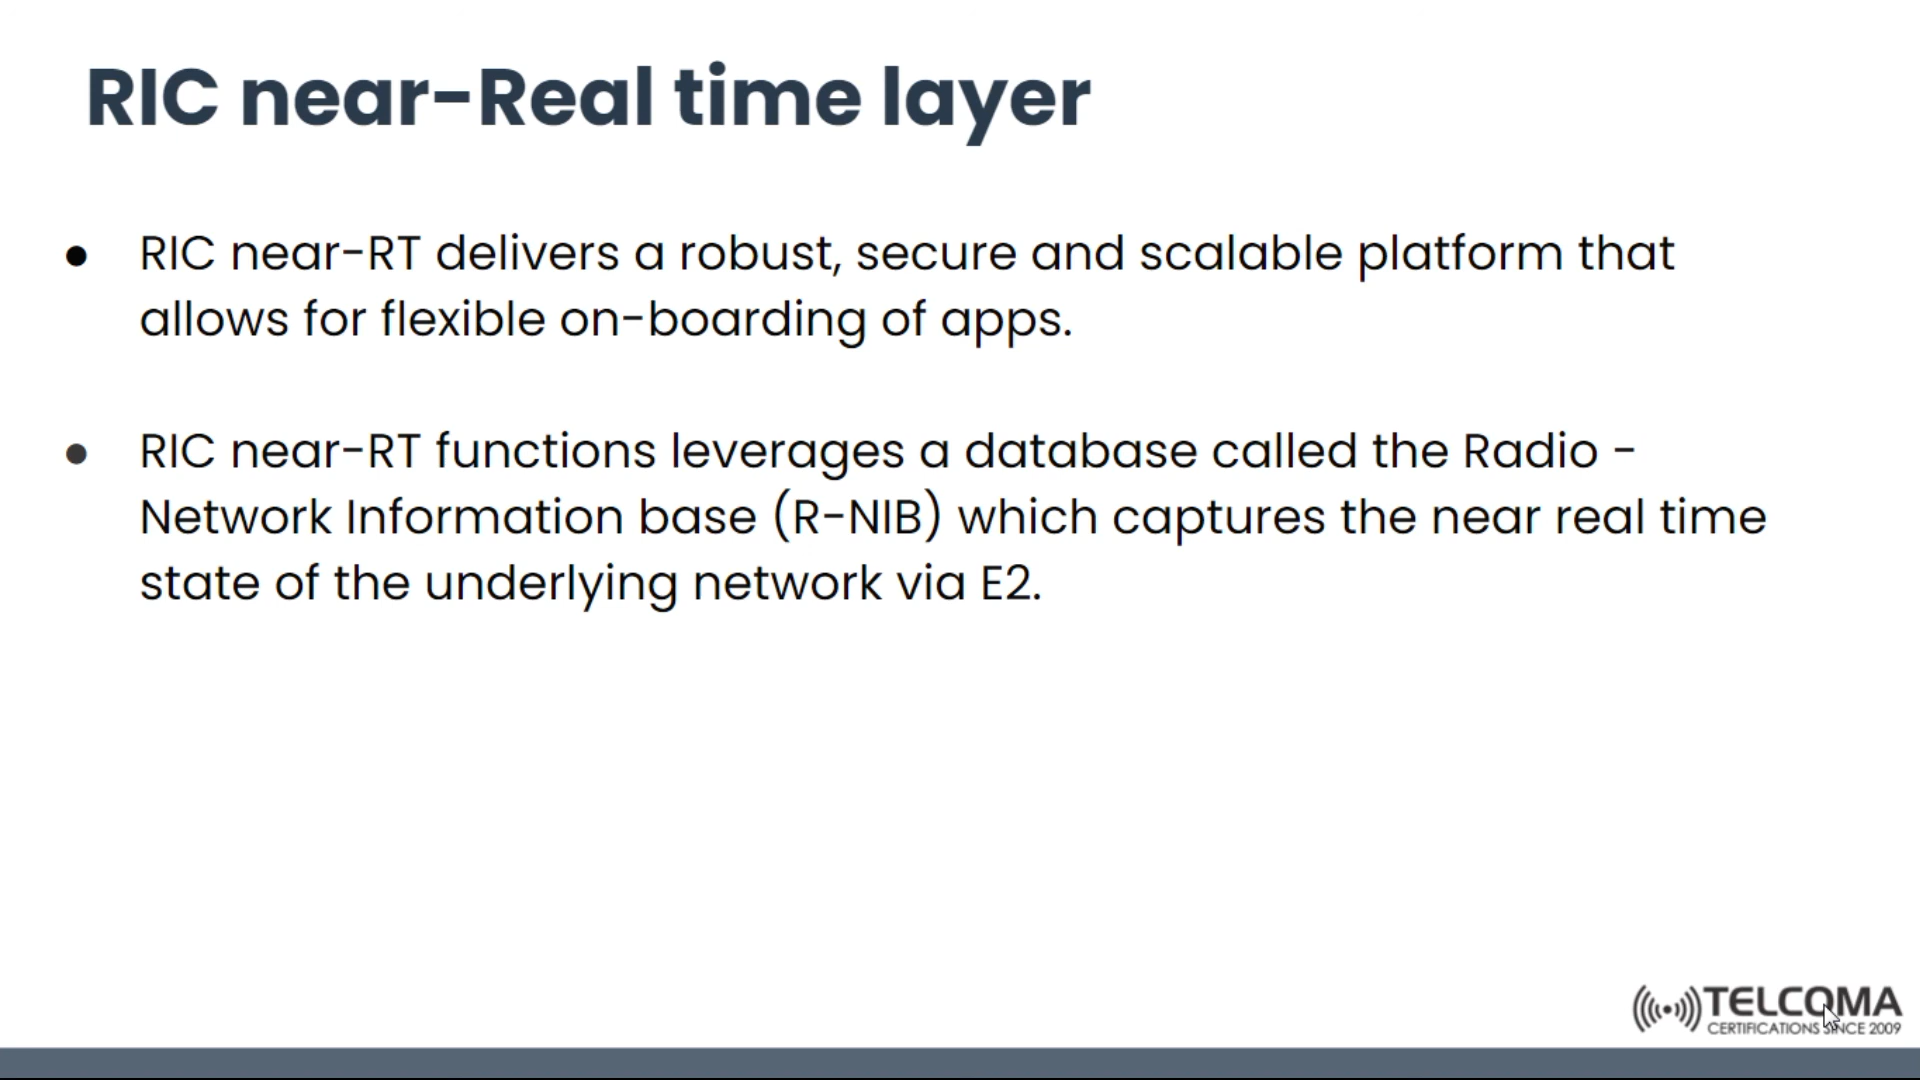 RIC near-Real time layer
● RIC near-RT delivers a robust, secure and scalable platform that
allows for flexible on-boarding of apps.
● RIC near-RT functions leverages a database called the Radio -
Network Information base (R-NIB) which captures the near real time
state of the underlying network via E2.
TELCOMA
CERTIFICATIONS SINCE 2009